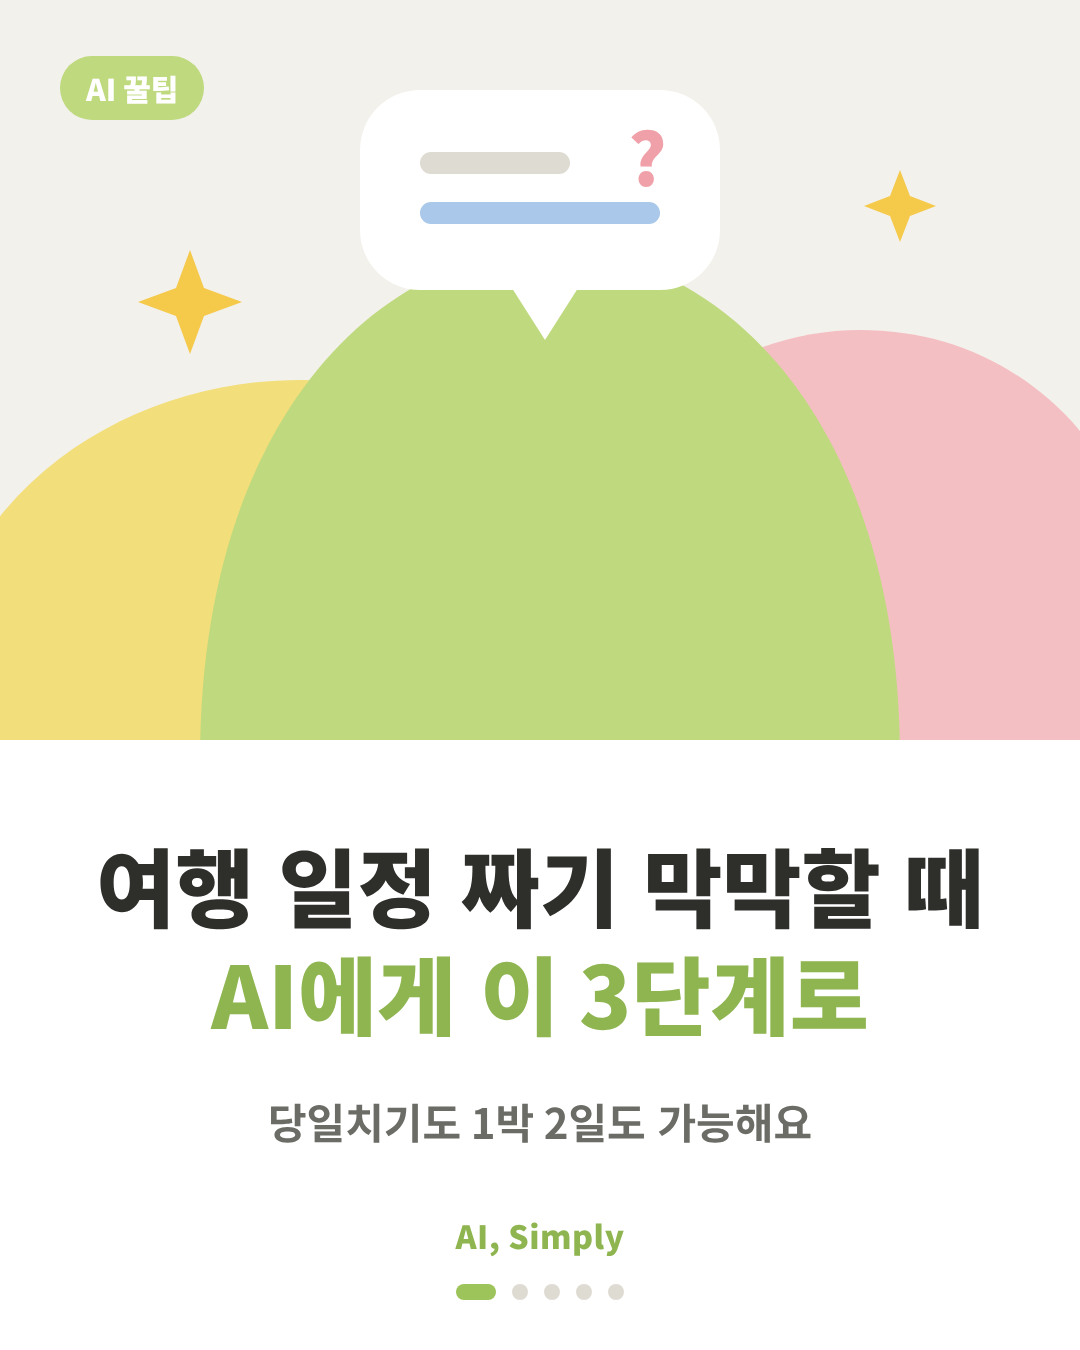 AI 꿀팁
?
여행 일정 짜기 막막할 때
AI에게 이 3단계로
당일치기도 1박 2일도 가능해요
AI, Simply